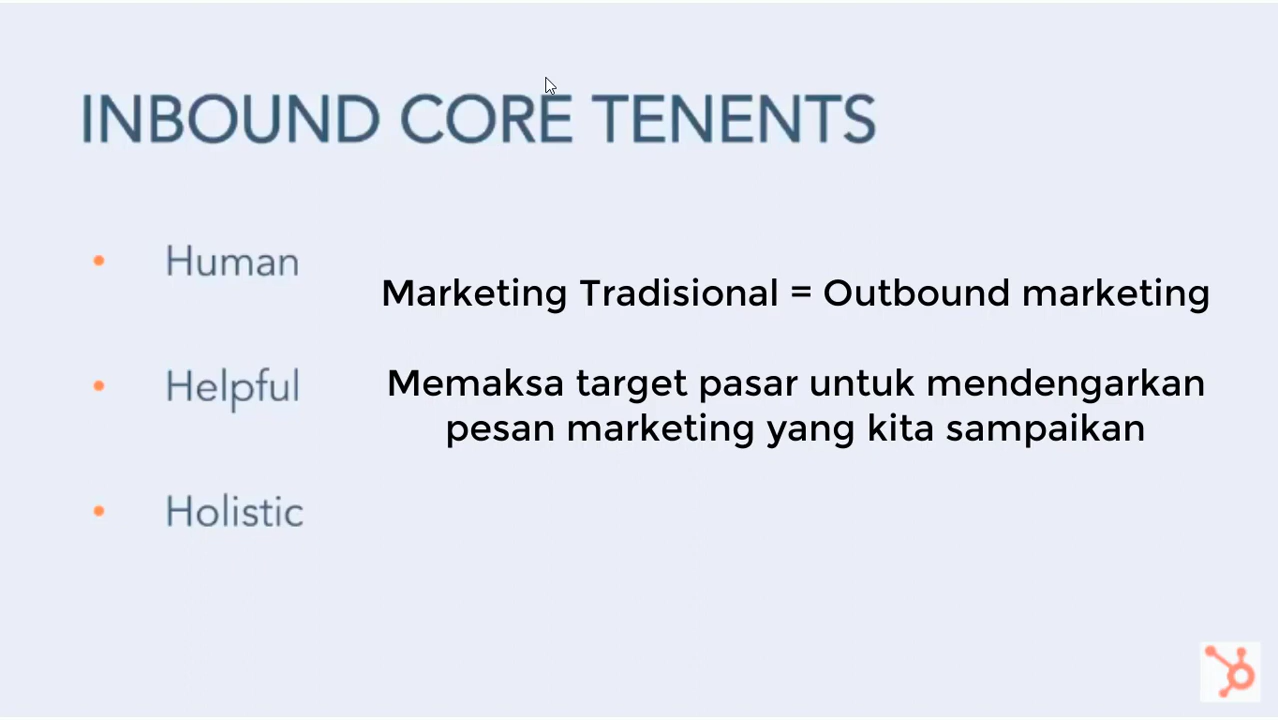 INBOUND CORE TENENTS
Human
Marketing Tradisional = Outbound marketing
Helpful
Memaksa target pasar untuk mendengarkan
pesan marketing yang kita sampaikan
Holistic